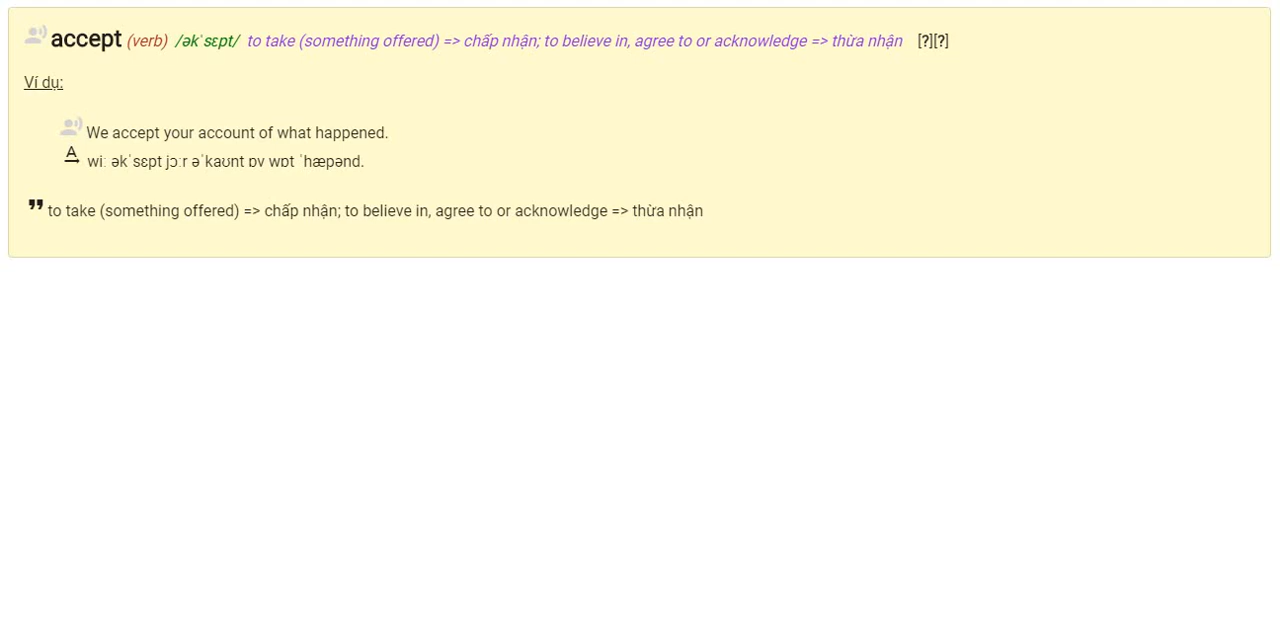 accept (verb) /əkˈsɛpt/ to take (something offered) => chấp nhận; to believe in, agree to or acknowledge => thừa nhận [?][?]
Ví dụ:
We accept your account of what happened.
wiː əkˈsɛpt jɔːr əˈkaʊnt ɒv wɒt ˈhæpənd.
to take (something offered) => chấp nhận; to believe in, agree to or acknowledge => thừa nhận